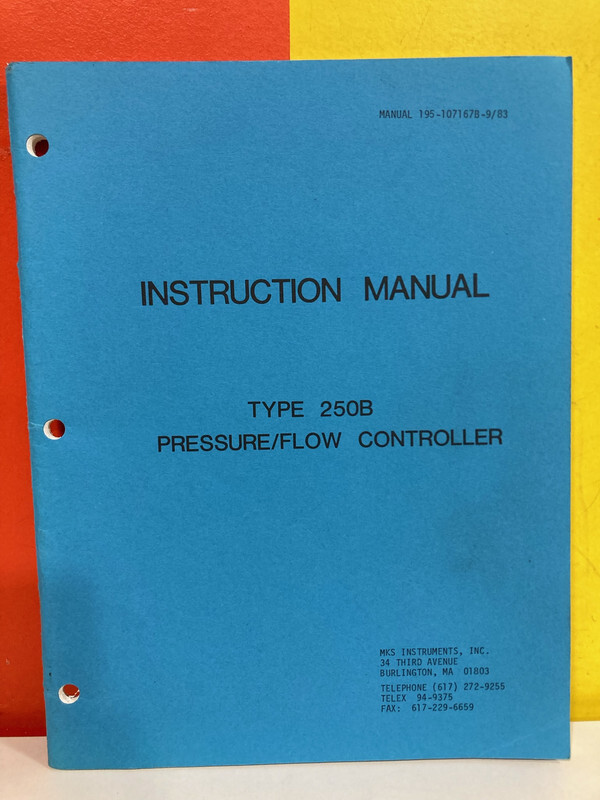 MANUAL 195-107167B-9/83
INSTRUCTION MANUAL
TYPE 250B
PRESSURE/FLOW CONTROLLER
MKS INSTRUMENTS, INC.
34 THIRD AVENUE
BURLINGTON, MA 01803
TELEPHONE (617) 272-9255
TELEX 94-9375
FAX: 617-229-6659